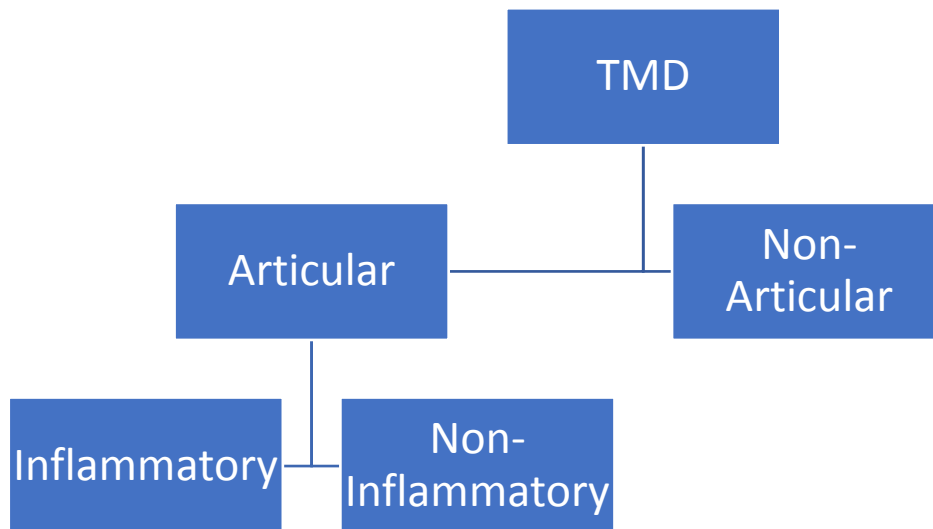 TMD
Articular
Non-
Articular
Inflammatory
Non-
Inflammatory